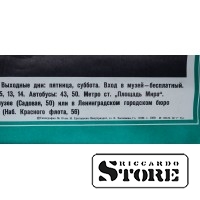 Выходные дни: пятница, суббота. Вход в музей—бесплатный.
5, 13, 14. Автобусы: 43, 50. Метро ст. „Площадь Мира".
узее (Садовая, 50) или в Ленинградском городском бюро
(Наб. Красного флота, 56)
RICCARDO
STORE